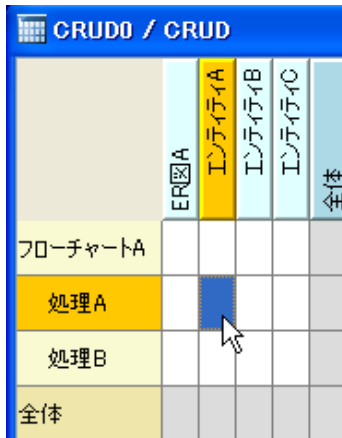 CRUD0 / CRUD
ER図A
エンティティA
エンティティB
エンティティC
全体
フローチャートA
処理A
処理B
全体